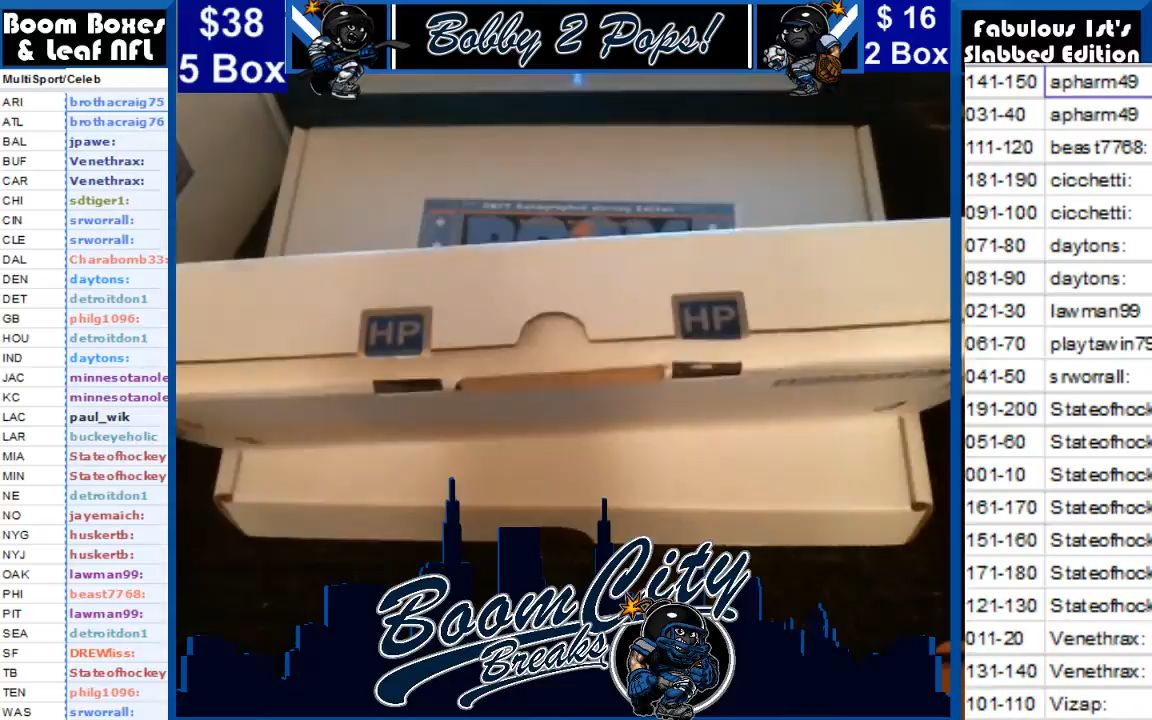 Boom Boxes
& Leaf NFL
MultiSport/Celeb
ARI brothacraig75
ATL brothacraig76
BAL jpawe:
BUF Venethrax:
CAR Venethrax:
CHI sdtiger1:
CIN srworrall:
CLE srworrall:
DAL Charabomb33:
DEN daytons:
DET detroitdon1
GB philg1096:
HOU detroitdon1
IND daytons:
JAC minnesotanole
KC minnesotanole
LAC paul_wik
LAR buckeyeholic
MIA Stateofhockey
MIN Stateofhockey
NE detroitdon1
NO jayemaich:
NYG huskertb:
NYJ huskertb:
OAK lawman99:
PHI beast7768:
PIT lawman99:
SEA detroitdon1
SF DREWliss:
TB Stateofhockey
TEN philg1096:
WAS srworrall:
$38
5 Box
Bobby 2 Pops!
$ 16
2 Box
HP
HP
Boom City
Breaks
Fabulous 1st's
Slabbed Edition
141-150 apharm49
031-40 apharm49
111-120 beast7768:
181-190 cicchetti:
091-100 cicchetti:
071-80 daytons:
081-90 daytons:
021-30 lawman99
061-70 playtawin79
041-50 srworrall:
191-200 Stateofhock
051-60 Stateofhock
001-10 Stateofhock
161-170 Stateofhock
151-160 Stateofhock
171-180 Stateofhock
121-130 Stateofhock
011-20 Venethrax:
131-140 Venethrax:
101-110 Vizap: